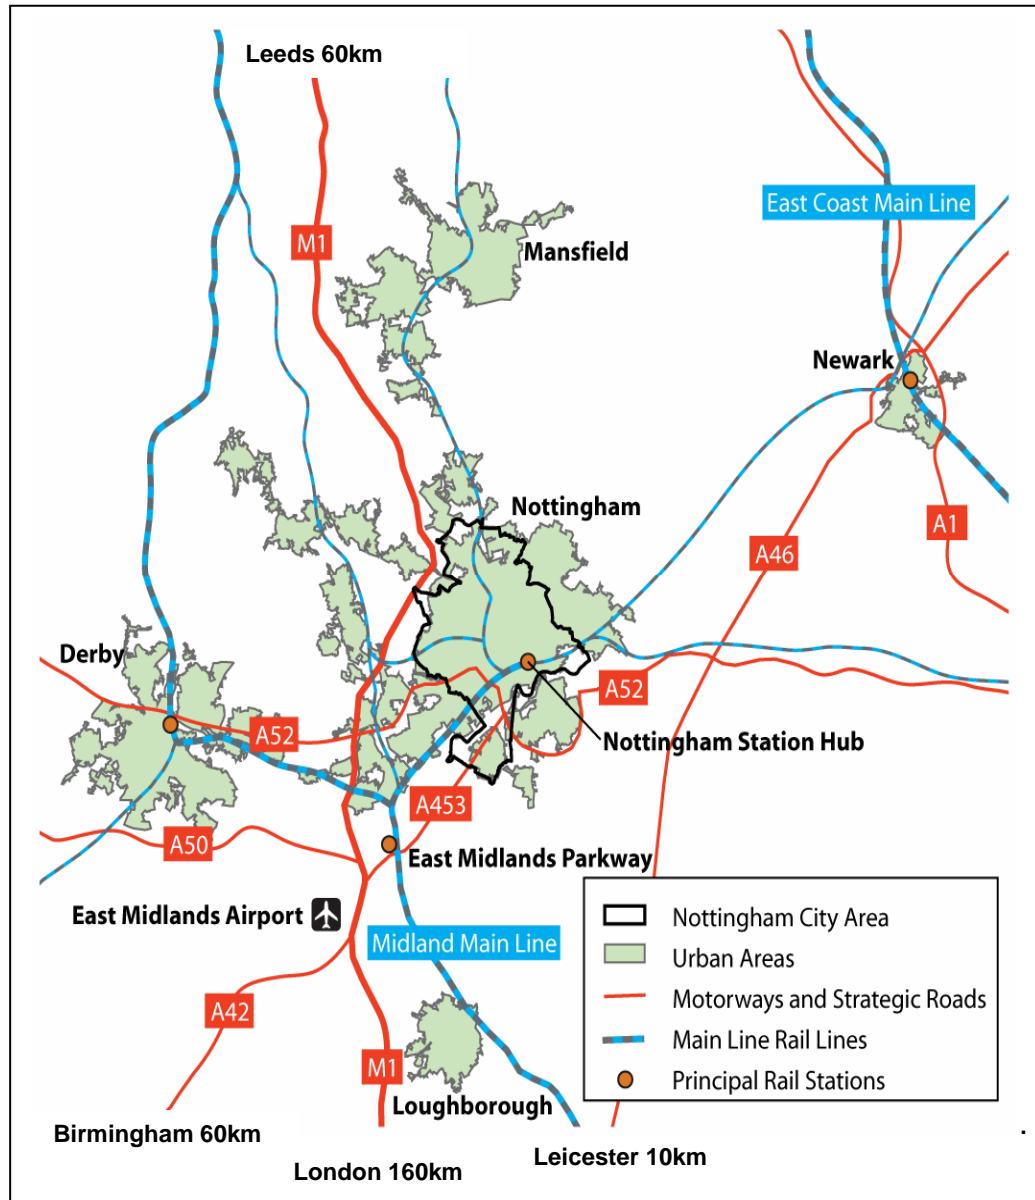 Leeds 60km
East Coast Main Line
M1
Mansfield
Newark
Nottingham
A1
A46
Derby
A52
A52
Nottingham Station Hub
A453
A50
East Midlands Parkway
East Midlands Airport
Midland Main Line
Nottingham City Area
Urban Areas
Motorways and Strategic Roads
Main Line Rail Lines
Principal Rail Stations
A42
M1
Loughborough
Birmingham 60km
.
Leicester 10km
London 160km